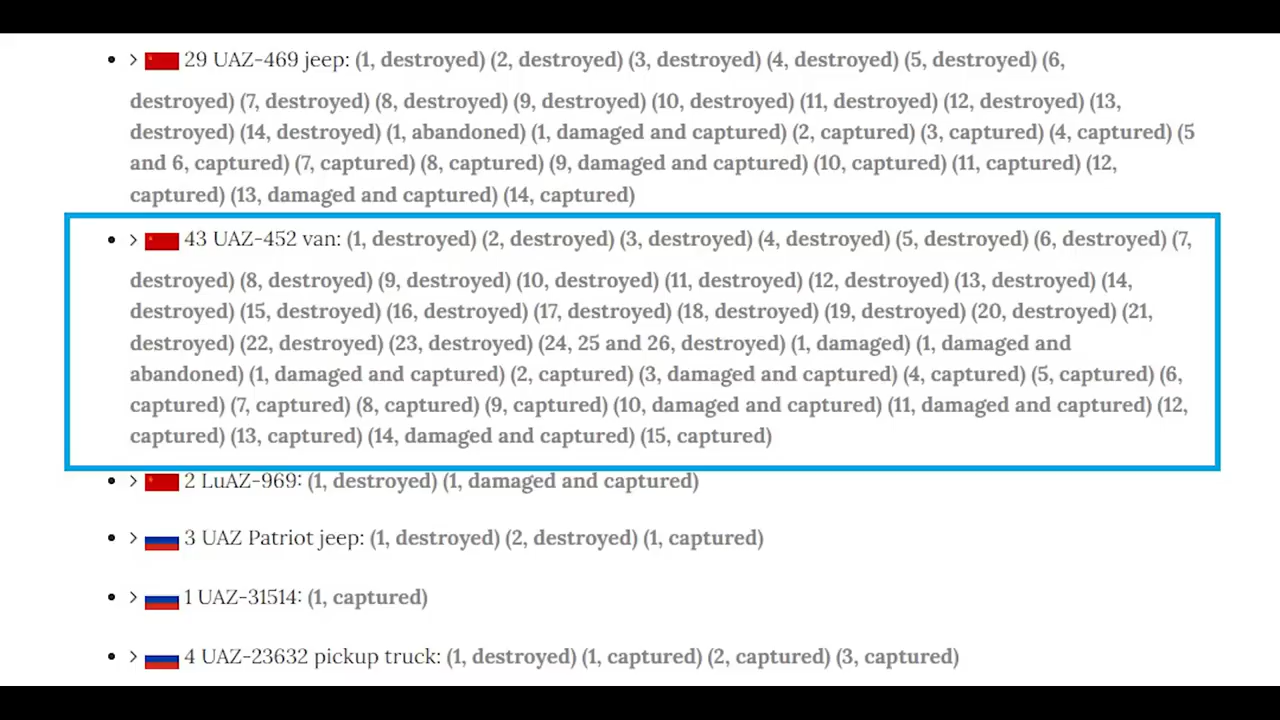 > 29 UAZ-469 jeep: (1, destroyed) (2, destroyed) (3, destroyed) (4, destroyed) (5, destroyed) (6,
destroyed) (7, destroyed) (8, destroyed) (9, destroyed) (10, destroyed) (11, destroyed) (12, destroyed) (13,
destroyed) (14, destroyed) (1, abandoned) (1, damaged and captured) (2, captured) (3, captured) (4, captured) (5
and 6, captured) (7, captured) (8, captured) (9, damaged and captured) (10, captured) (11, captured) (12,
captured) (13, damaged and captured) (14, captured)
> 43 UAZ-452 van: (1, destroyed) (2, destroyed) (3, destroyed) (4, destroyed) (5, destroyed) (6, destroyed) (7,
destroyed) (8, destroyed) (9, destroyed) (10, destroyed) (11, destroyed) (12, destroyed) (13, destroyed) (14,
destroyed) (15, destroyed) (16, destroyed) (17, destroyed) (18, destroyed) (19, destroyed) (20, destroyed) (21,
destroyed) (22, destroyed) (23, destroyed) (24, 25 and 26, destroyed) (1, damaged) (1, damaged and
abandoned) (1, damaged and captured) (2, captured) (3, damaged and captured) (4, captured) (5, captured) (6,
captured) (7, captured) (8, captured) (9, captured) (10, damaged and captured) (11, damaged and captured) (12,
captured) (13, captured) (14, damaged and captured) (15, captured)
> 2 LuAZ-969: (1, destroyed) (1, damaged and captured)
> 3 UAZ Patriot jeep: (1, destroyed) (2, destroyed) (1, captured)
> 1 UAZ-31514: (1, captured)
> 4 UAZ-23632 pickup truck: (1, destroyed) (1, captured) (2, captured) (3, captured)